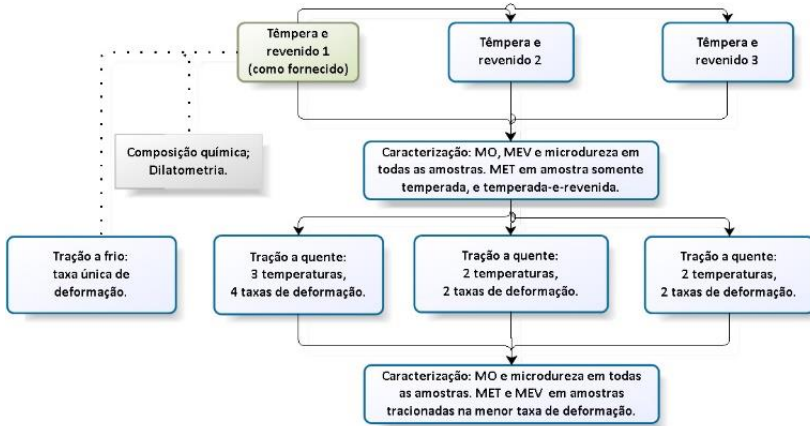 Têmpera e
revenido 1
(como fornecido)
Têmpera e
revenido 2
Têmpera e
revenido 3
Composição química;
Dilatometria.
Caracterização: MO, MEV e microdureza em
todas as amostras. MET em amostra somente
temperada, e temperada-e-revenida.
Tração a frio:
taxa única de
deformação.
Tração a quente:
3 temperaturas,
4 taxas de deformação.
Tração a quente:
2 temperaturas,
2 taxas de deformação.
Tração a quente:
2 temperaturas,
2 taxas de deformação.
Caracterização: MO e microdureza em todas
as amostras. MET e MEV em amostras
tracionadas na menor taxa de deformação.